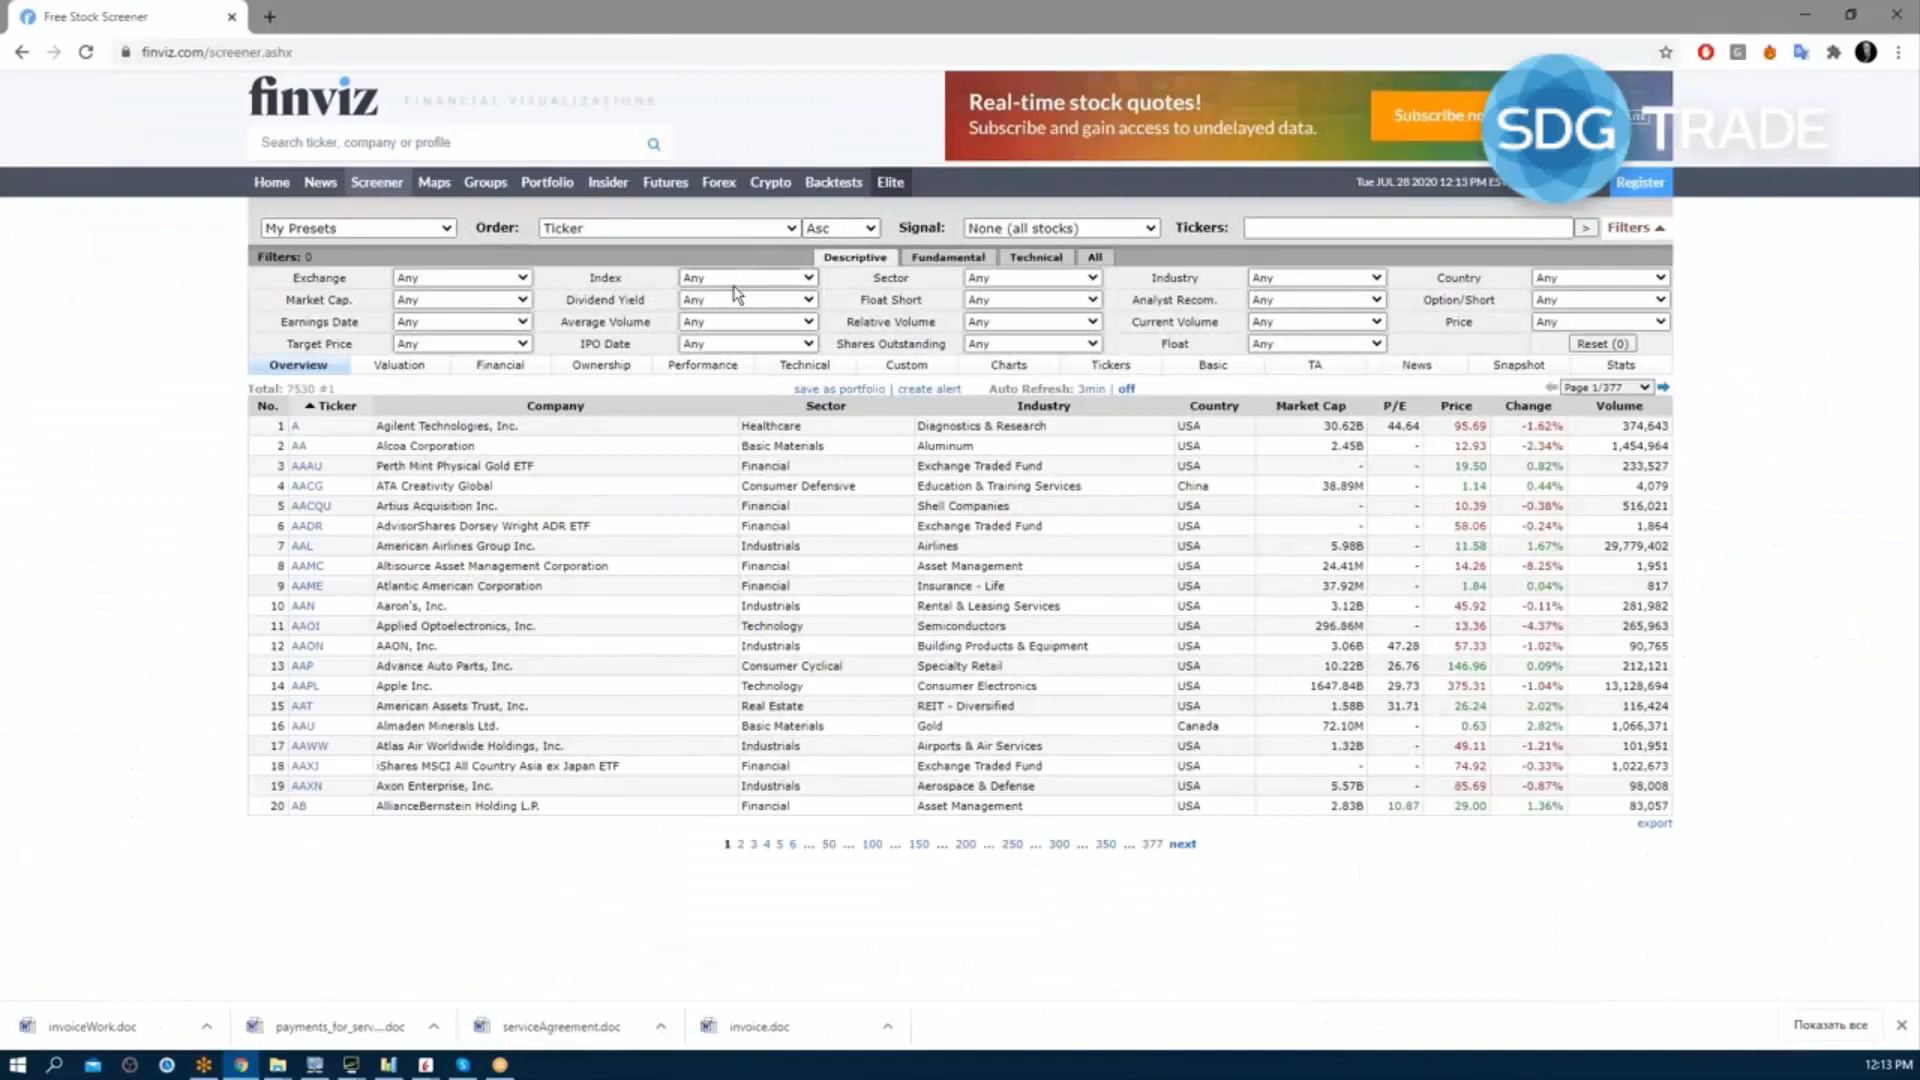 Free Stock Screener
finviz.com/screener.ashx
finviz FINANCIAL VISUALIZATIONS
Real-time stock quotes!
Subscribe and gain access to undelayed data.
Subscribe no
SDG TRADE
Search ticker, company or profile
Home News Screener Maps Groups Portfolio Insider Futures Forex Crypto Backtests Elite Tue JUL 28 2020 12:13 PM ES Register
My Presets Order: Ticker Asc Signal: None (all stocks) Tickers: > Filters
Filters: 0 Descriptive Fundamental Technical All
Exchange Any Index Any Sector Any Industry Any Country Any
Market Cap. Any Dividend Yield Any Float Short Any Analyst Recom. Any Option/Short Any
Earnings Date Any Average Volume Any Relative Volume Any Current Volume Any Price Any
Target Price Any IPO Date Any Shares Outstanding Any Float Any Reset (0)
Overview Valuation Financial Ownership Performance Technical Custom Charts Tickers Basic TA News Snapshot Stats
Total: 7530 #1 save as portfolio | create alert Auto Refresh: 3min | off Page 1/377
No. Ticker Company Sector Industry Country Market Cap P/E Price Change Volume
1 A Agilent Technologies, Inc. Healthcare Diagnostics & Research USA 30.62B 44.64 95.69 -1.62% 374,643
2 AA Alcoa Corporation Basic Materials Aluminum USA 2.45B - 12.93 -2.34% 1,454,964
3 AAAU Perth Mint Physical Gold ETF Financial Exchange Traded Fund USA - - 19.50 0.82% 233,527
4 AACG ATA Creativity Global Consumer Defensive Education & Training Services China 38.89M - 1.14 0.44% 4,079
5 AACQU Artius Acquisition Inc. Financial Shell Companies USA - - 10.39 -0.38% 516,021
6 AADR AdvisorShares Dorsey Wright ADR ETF Financial Exchange Traded Fund USA - - 58.06 -0.24% 1,864
7 AAL American Airlines Group Inc. Industrials Airlines USA 5.98B - 11.58 1.67% 29,779,402
8 AAMC Altisource Asset Management Corporation Financial Asset Management USA 24.41M - 14.26 -8.25% 1,951
9 AAME Atlantic American Corporation Financial Insurance - Life USA 37.92M - 1.84 0.04% 817
10 AAN Aaron's, Inc. Industrials Rental & Leasing Services USA 3.12B - 45.92 -0.11% 281,982
11 AAOI Applied Optoelectronics, Inc. Technology Semiconductors USA 296.86M - 13.36 -4.37% 265,963
12 AAON AAON, Inc. Industrials Building Products & Equipment USA 3.06B 47.28 57.33 -1.02% 90,765
13 AAP Advance Auto Parts, Inc. Consumer Cyclical Specialty Retail USA 10.22B 26.76 146.96 0.09% 212,121
14 AAPL Apple Inc. Technology Consumer Electronics USA 1647.84B 29.73 375.31 -1.04% 13,128,694
15 AAT American Assets Trust, Inc. Real Estate REIT - Diversified USA 1.58B 31.71 26.24 2.02% 116,424
16 AAU Almaden Minerals Ltd. Basic Materials Gold Canada 72.10M - 0.63 2.82% 1,066,371
17 AAWW Atlas Air Worldwide Holdings, Inc. Industrials Airports & Air Services USA 1.32B - 49.11 -1.21% 101,951
18 AAXJ iShares MSCI All Country Asia ex Japan ETF Financial Exchange Traded Fund USA - - 74.92 -0.33% 1,022,673
19 AAXN Axon Enterprise, Inc. Industrials Aerospace & Defense USA 5.57B - 85.69 -0.87% 98,008
20 AB AllianceBernstein Holding L.P. Financial Asset Management USA 2.83B 10.87 29.00 1.36% 83,057
export
1 2 3 4 5 6 ... 50 ... 100 ... 150 ... 200 ... 250 ... 300 ... 350 ... 377 next
invoiceWork.doc payments_for_serv....doc serviceAgreement.doc invoice.doc Показать все
12:13 PM